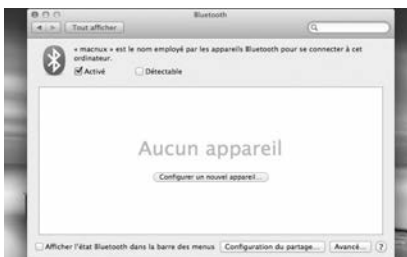 Bluetooth
Tout afficher
« macnux » est le nom employé par les appareils Bluetooth pour se connecter à cet
ordinateur.
Activé Détectable
Aucun appareil
Configurer un nouvel appareil...
Afficher l'état Bluetooth dans la barre des menus Configuration du partage... Avancé... ?